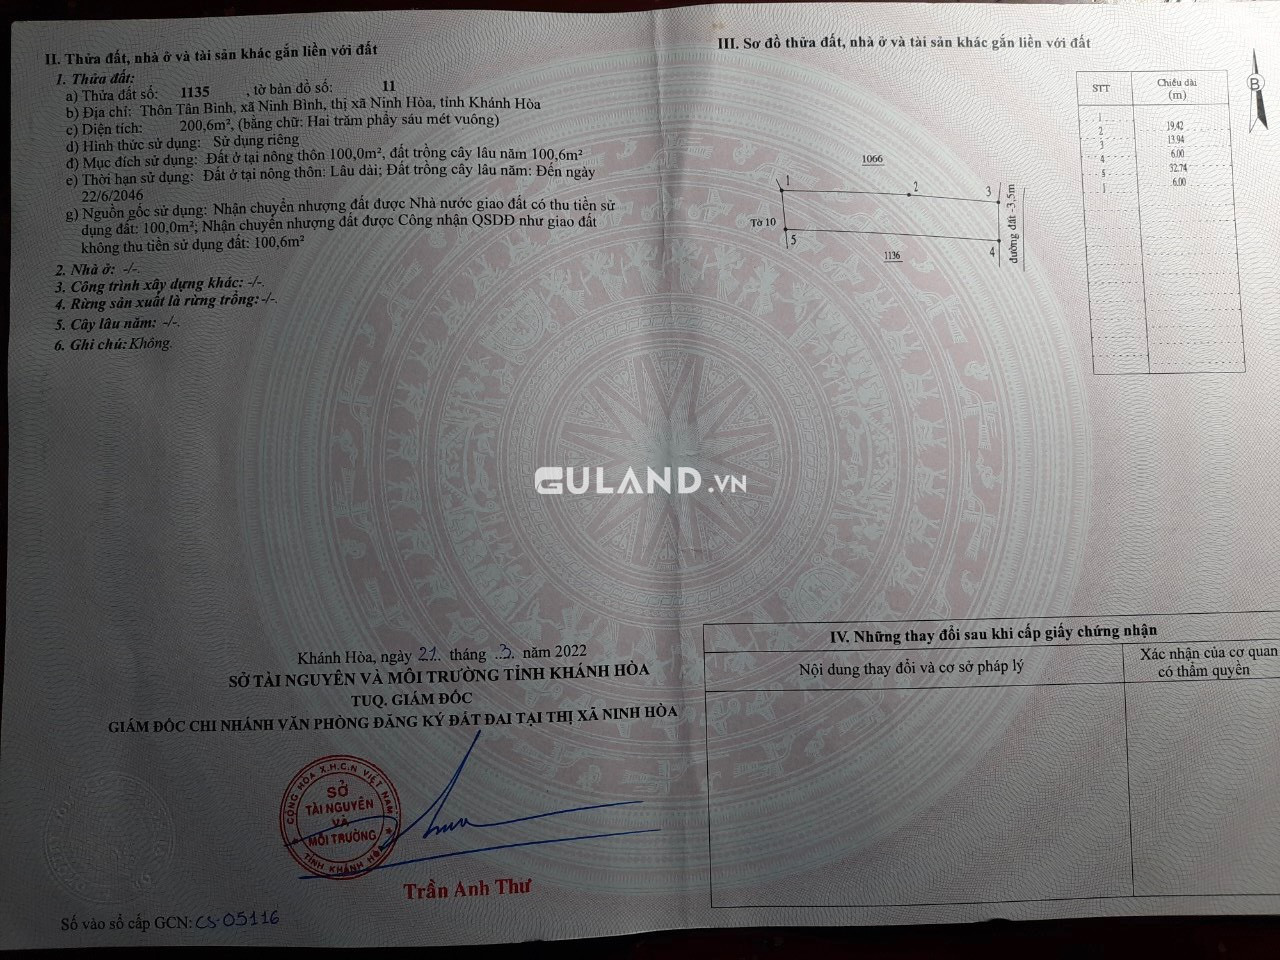 II. Thửa đất, nhà ở và tài sản khác gắn liền với đất
1. Thửa đất:
a) Thửa đất số: 1135 , tờ bản đồ số: 11
b) Địa chỉ: Thôn Tân Bình, xã Ninh Bình, thị xã Ninh Hòa, tỉnh Khánh Hòa
c) Diện tích: 200,6m², (bằng chữ: Hai trăm phẩy sáu mét vuông)
d) Hình thức sử dụng: Sử dụng riêng
đ) Mục đích sử dụng: Đất ở tại nông thôn 100,0m², đất trồng cây lâu năm 100,6m²
e) Thời hạn sử dụng: Đất ở tại nông thôn: Lâu dài; Đất trồng cây lâu năm: Đến ngày
22/6/2046
g) Nguồn gốc sử dụng: Nhận chuyển nhượng đất được Nhà nước giao đất có thu tiền sử
dụng đất: 100,0m²; Nhận chuyển nhượng đất được Công nhận QSDĐ như giao đất
không thu tiền sử dụng đất: 100,6m²
2. Nhà ở: -/-.
3. Công trình xây dựng khác: -/-.
4. Rừng sản xuất là rừng trồng: -/-.
5. Cây lâu năm: -/-.
6. Ghi chú: Không.
III. Sơ đồ thửa đất, nhà ở và tài sản khác gắn liền với đất
B
STT Chiều dài
(m)
1
19.42
2
13.94
3
6.00
4
32.74
5
6.00
1
1066
1
2
3
Tờ 10
5
4
1136
đường đất -3,5m
GULAND.VN
Khánh Hòa, ngày 21. tháng .3. năm 2022
SỞ TÀI NGUYÊN VÀ MÔI TRƯỜNG TỈNH KHÁNH HÒA
TUQ. GIÁM ĐỐC
GIÁM ĐỐC CHI NHÁNH VĂN PHÒNG ĐĂNG KÝ ĐẤT ĐAI TẠI THỊ XÃ NINH HÒA
CỘNG HÒA X.H.C.N VIỆT NAM
SỞ
TÀI NGUYÊN
VÀ
MÔI TRƯỜNG
TỈNH KHÁNH HÒA
Trần Anh Thư
Số vào sổ cấp GCN: CS.05116
IV. Những thay đổi sau khi cấp giấy chứng nhận
Nội dung thay đổi và cơ sở pháp lý
Xác nhận của cơ quan
có thẩm quyền